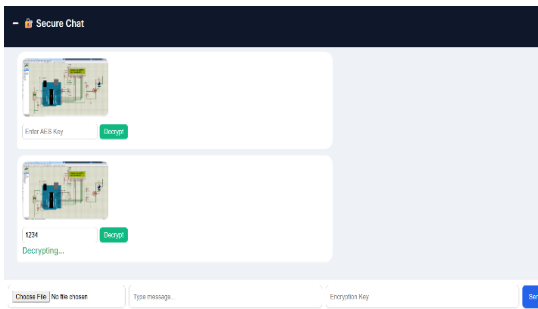 Secure Chat
Enter AES Key Decrypt
1234 Decrypt
Decrypting...
Choose File No file chosen Type message... Encryption Key